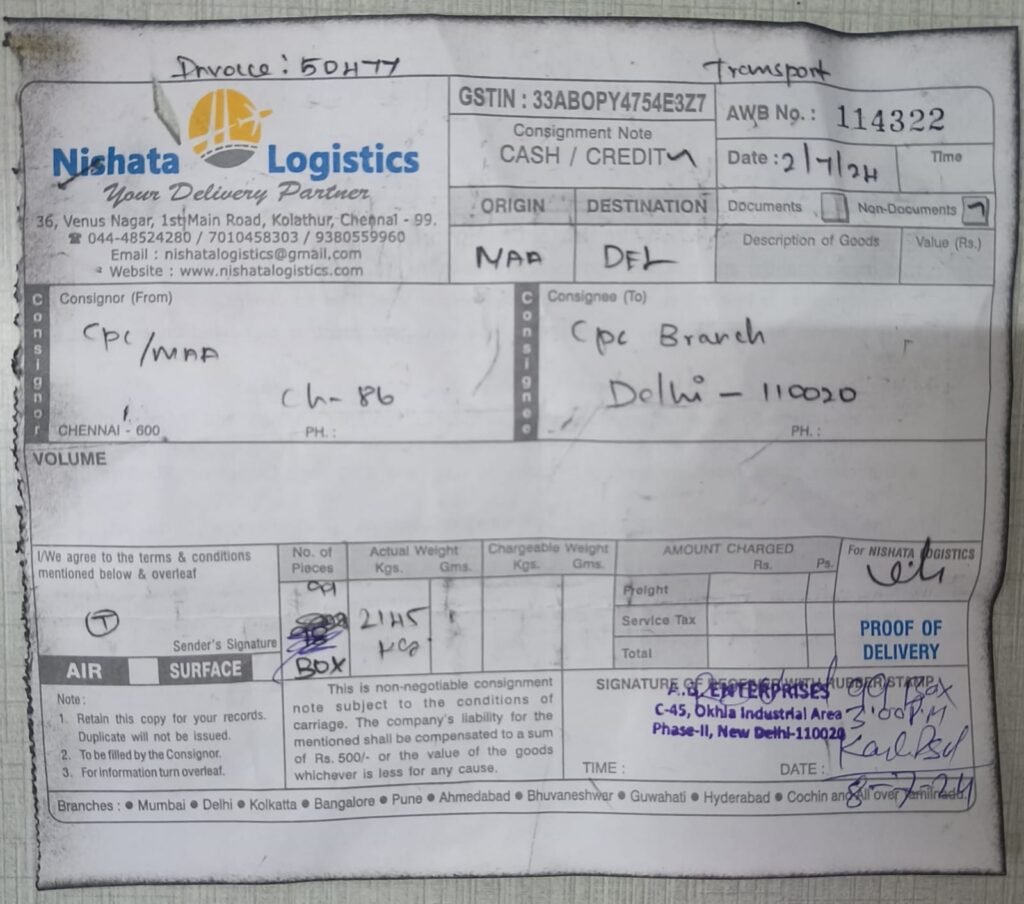 Invoice : 50477
Transport
Nishata Logistics
Your Delivery Partner
36, Venus Nagar, 1st Main Road, Kolathur, Chennai - 99.
☎ 044-48524280 / 7010458303 / 9380559960
Email : nishatalogistics@gmail.com
Website : www.nishatalogistics.com
GSTIN : 33ABOPY4754E3Z7
Consignment Note
CASH / CREDIT
AWB No. : 114322
Date : 2/7/24
Time
ORIGIN DESTINATION
MAA DEL
Documents Non-Documents
Description of Goods Value (Rs.)
Consignor
Consignor (From)
Cpc/MAA
Ch- 86
CHENNAI - 600 PH. :
Consignee
Consignee (To)
Cpc Branch
Delhi - 110020
PH. :
VOLUME
I/We agree to the terms & conditions
mentioned below & overleaf
T
Sender's Signature
AIR SURFACE
No. of Pieces
99
BOX
Actual Weight
Kgs. Gms.
2145
KGS
Chargeable Weight
Kgs. Gms.
AMOUNT CHARGED
Rs. Ps.
Freight
Service Tax
Total
For NISHATA LOGISTICS
PROOF OF
DELIVERY
Note :
1. Retain this copy for your records.
Duplicate will not be issued.
2. To be filled by the Consignor.
3. For information turn overleaf.
This is non-negotiable consignment
note subject to the conditions of
carriage. The company's liability for the
mentioned shall be compensated to a sum
of Rs. 500/- or the value of the goods
whichever is less for any cause.
SIGNATURE OF WITH RUBBER STAMP
ENTERPRISES
C-45, Okhla Industrial Area
Phase-II, New Delhi-110020
99 Box
3:00 P.M
TIME : DATE :
8-7-24
Branches : ● Mumbai ● Delhi ● Kolkatta ● Bangalore ● Pune ● Ahmedabad ● Bhuvaneshwar ● Guwahati ● Hyderabad ● Cochin and All over Tamilnadu.